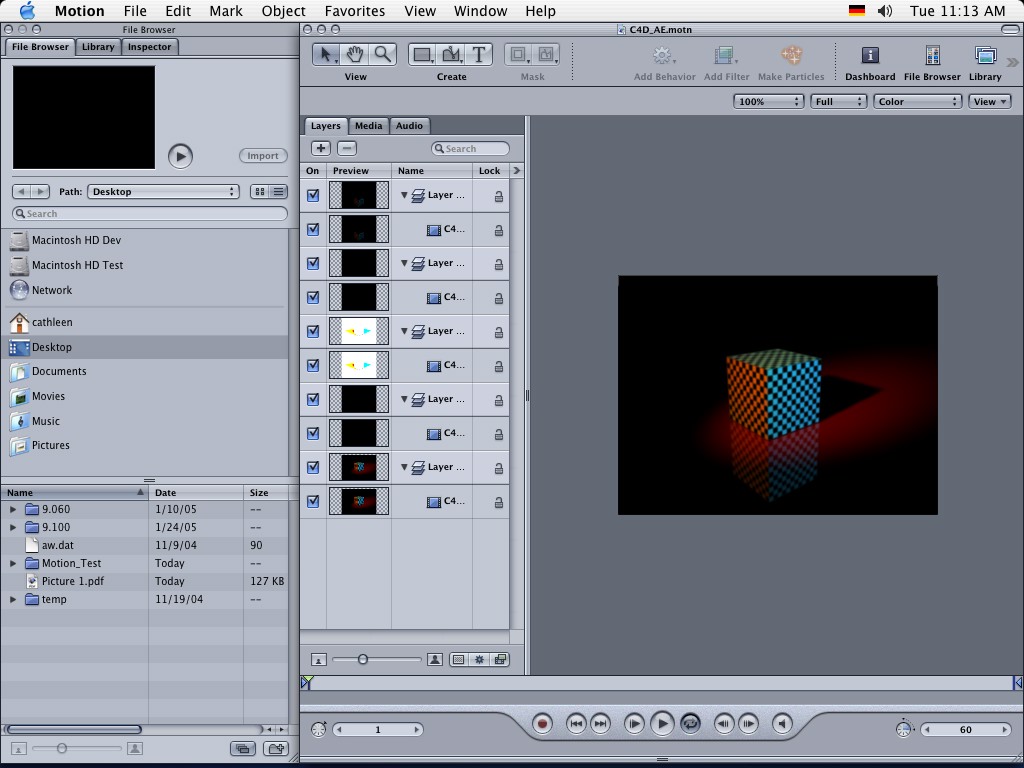 Motion File Edit Mark Object Favorites View Window Help Tue 11:13 AM
File Browser
File Browser Library Inspector
Import
Path: Desktop
Search
Macintosh HD Dev
Macintosh HD Test
Network
cathleen
Desktop
Documents
Movies
Music
Pictures
Name Date Size
9.060 1/10/05 --
9.100 1/24/05 --
aw.dat 11/9/04 90
Motion_Test Today --
Picture 1.pdf Today 127 KB
temp 11/19/04 --
C4D_AE.motn
T
View Create Mask Add Behavior Add Filter Make Particles Dashboard File Browser Library
100% Full Color View
Layers Media Audio
Search
On Preview Name Lock
Layer ...
C4...
Layer ...
C4...
Layer ...
C4...
Layer ...
C4...
Layer ...
C4...
1 60